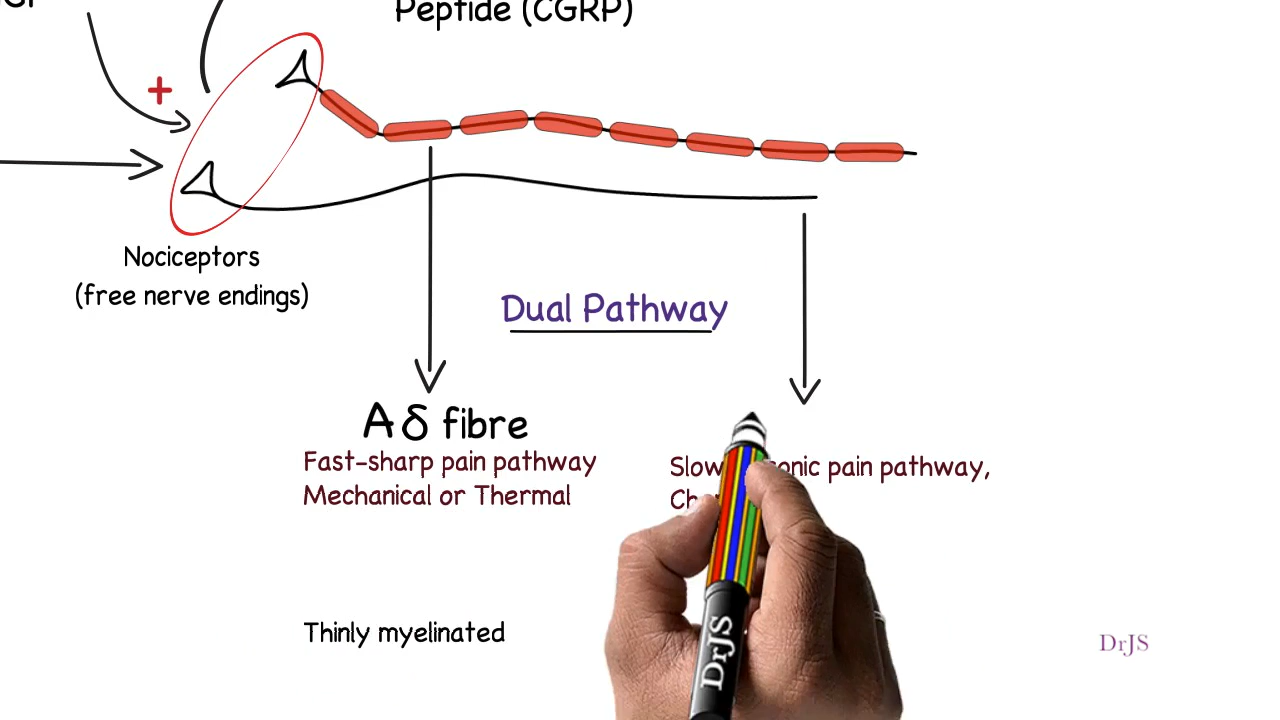 Peptide (CGRP)
+
Nociceptors
(free nerve endings)
Dual Pathway
Aδ fibre
Fast-sharp pain pathway
Mechanical or Thermal
Slow pain pathway,
Thinly myelinated
DrJS
DrJS